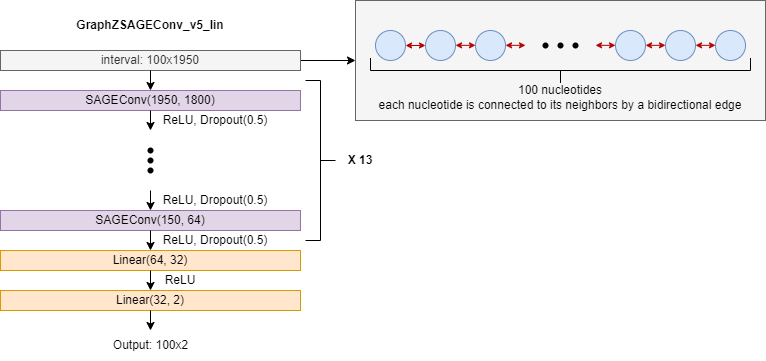 GraphZSAGEConv_v5_lin
interval: 100x1950
SAGEConv(1950, 1800)
ReLU, Dropout(0.5)
X 13
ReLU, Dropout(0.5)
SAGEConv(150, 64)
ReLU, Dropout(0.5)
Linear(64, 32)
ReLU
Linear(32, 2)
Output: 100x2
100 nucleotides
each nucleotide is connected to its neighbors by a bidirectional edge